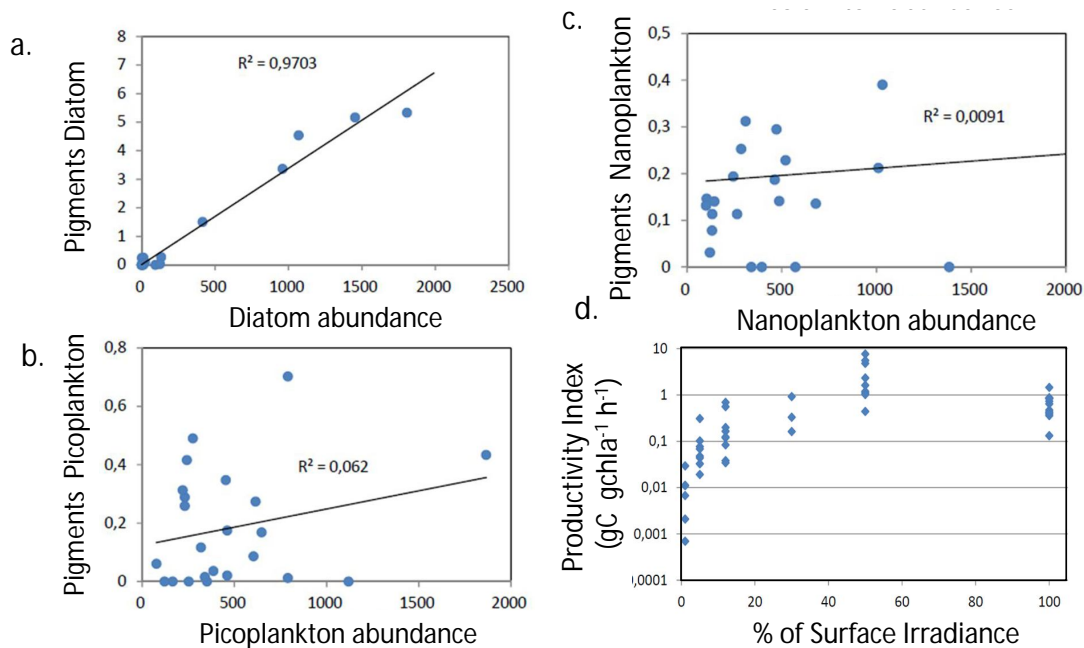 a.
Pigments Diatom
8
7
6
5
4
3
2
1
0
R² = 0,9703
0 500 1000 1500 2000 2500
Diatom abundance
b.
Pigments Picoplankton
0,8
0,6
0,4
0,2
0
R² = 0,062
0 500 1000 1500 2000
Picoplankton abundance
c.
Pigments Nanoplankton
0,5
0,4
0,3
0,2
0,1
0
R² = 0,0091
0 500 1000 1500 2000
Nanoplankton abundance
d.
Productivity Index
(gC gchla⁻¹ h⁻¹)
10
1
0,1
0,01
0,001
,0001
0 20 40 60 80 100
% of Surface Irradiance